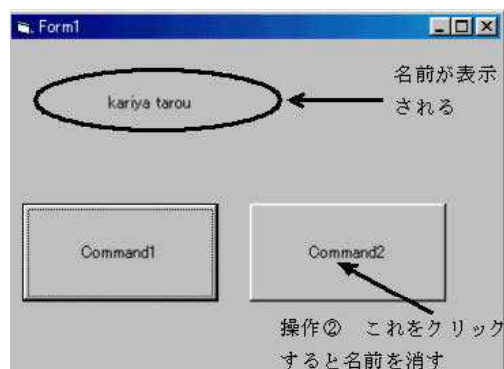 Form1
名前が表示
される
kariya tarou
Command1
Command2
操作② これをクリック
すると名前を消す